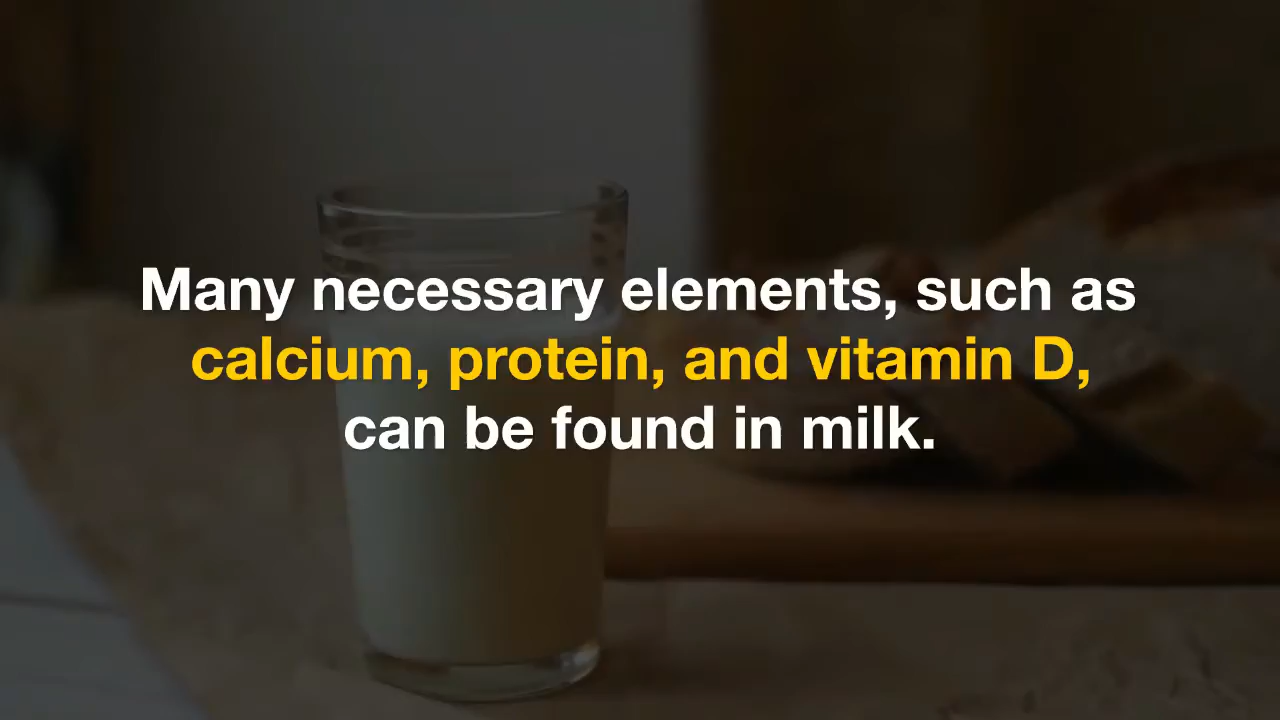 Many necessary elements, such as
calcium, protein, and vitamin D,
can be found in milk.